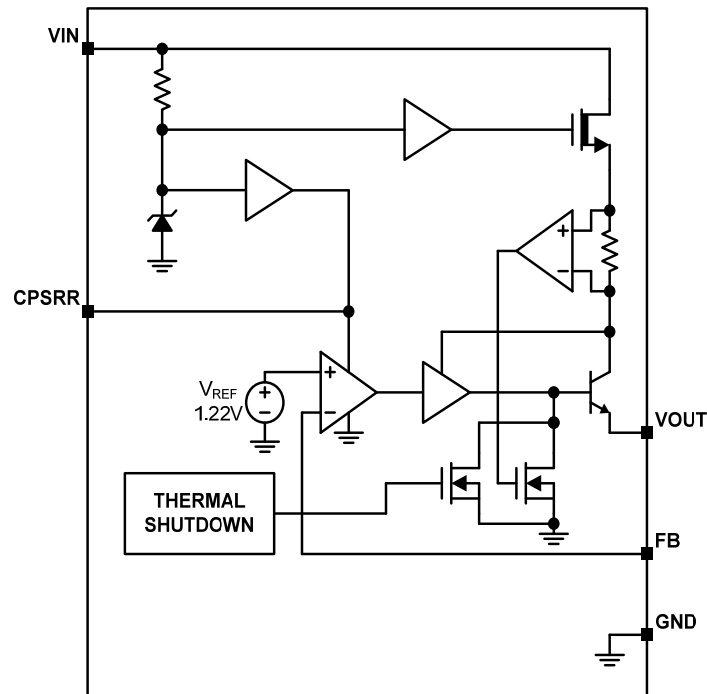 VIN
CPSRR
VREF
1.22V
+
−
+
−
+
−
VOUT
THERMAL
SHUTDOWN
FB
GND